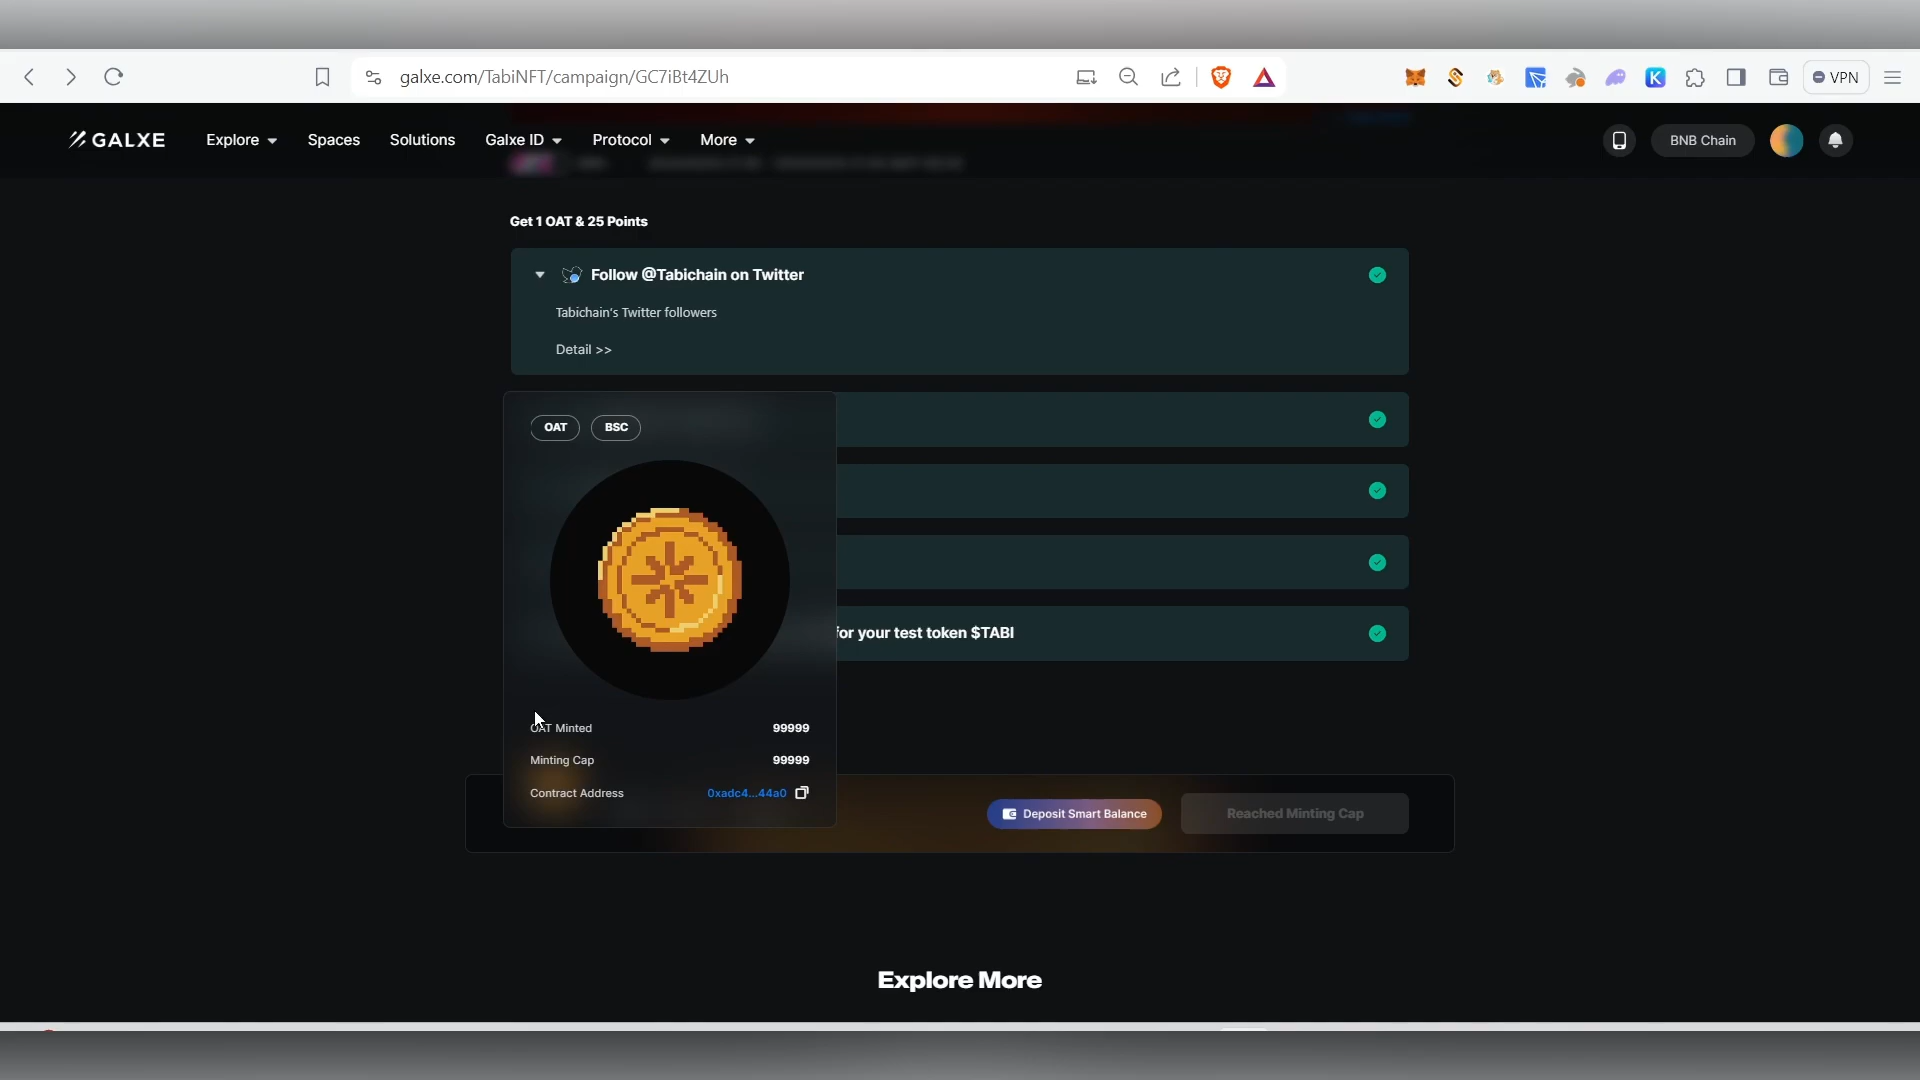 galxe.com/TabiNFT/campaign/GC7iBt4ZUh
VPN
GALXE
Explore
Spaces
Solutions
Galxe ID
Protocol
More
BNB Chain
Get 1 OAT & 25 Points
Follow @Tabichain on Twitter
Tabichain's Twitter followers
Detail >>
OAT
BSC
for your test token $TABI
OAT Minted
99999
Minting Cap
99999
Contract Address
0xadc4...44a0
Deposit Smart Balance
Reached Minting Cap
Explore More